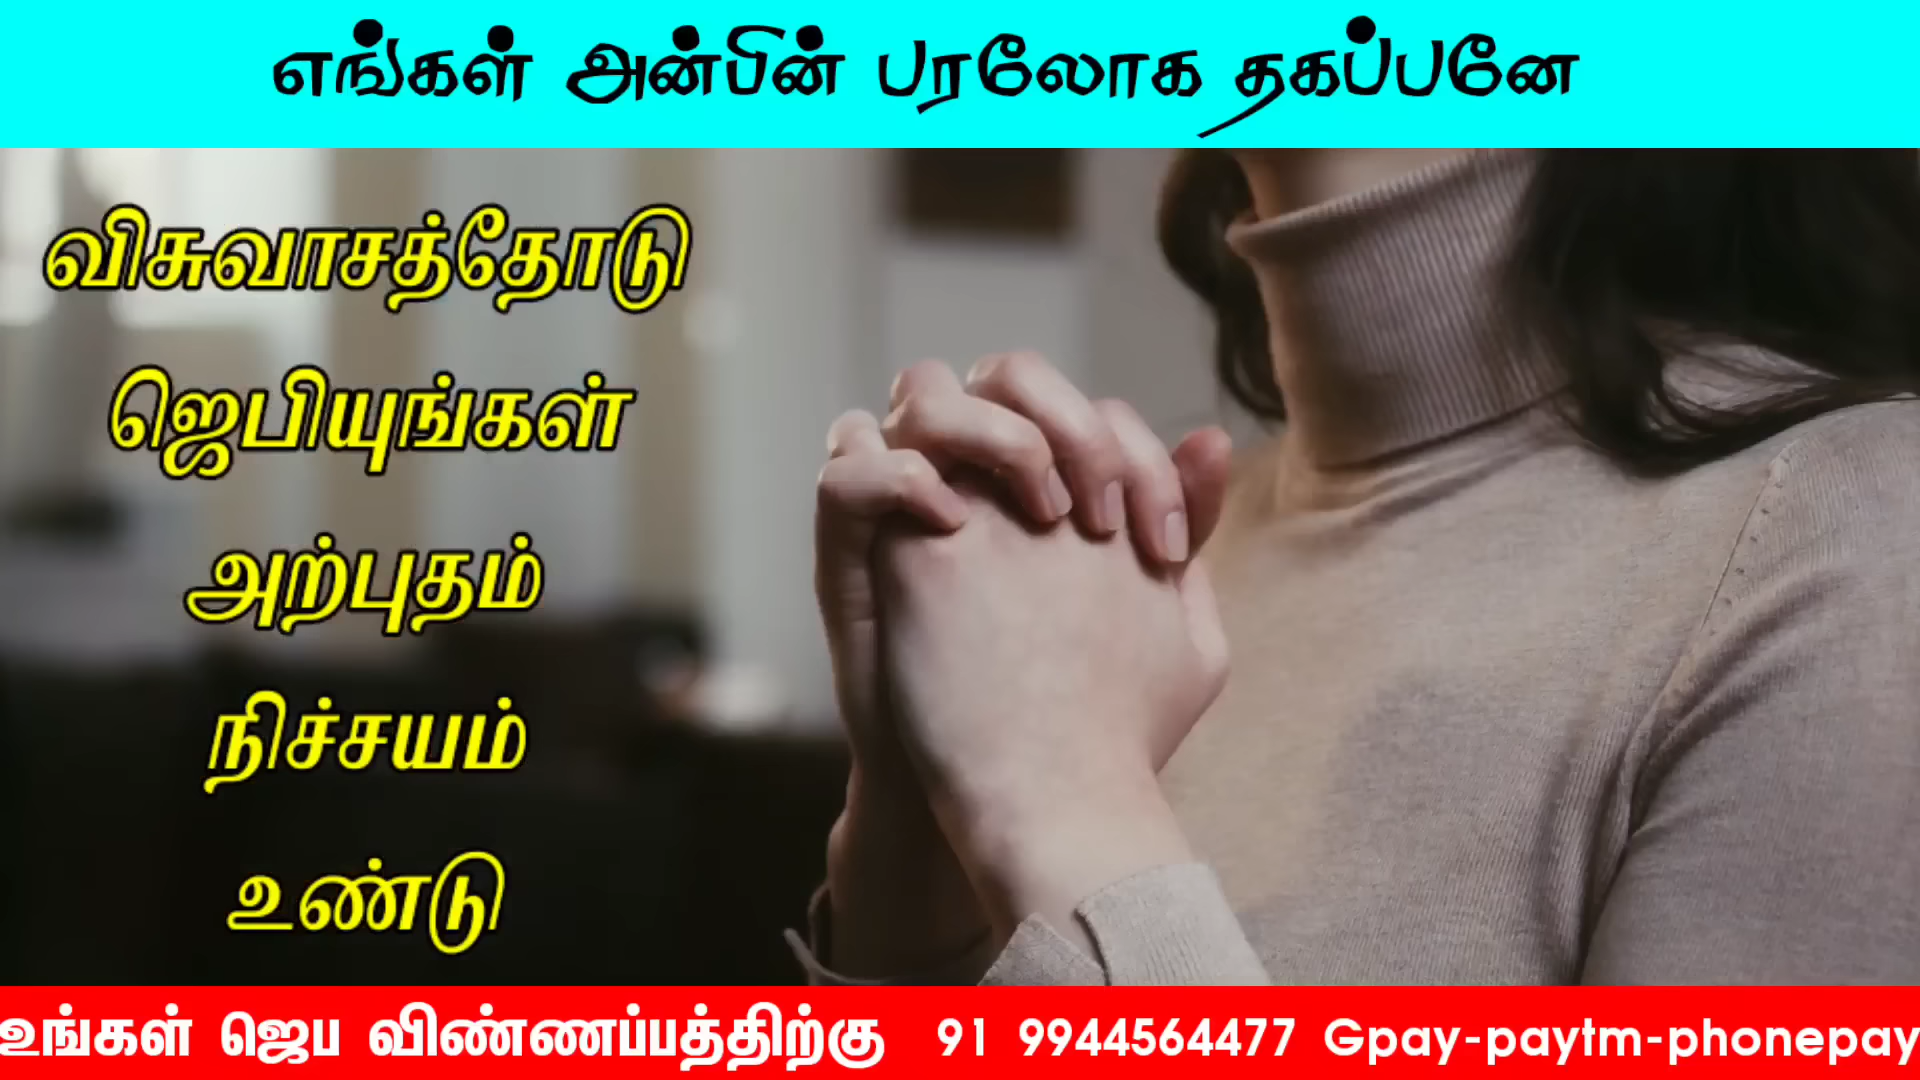 எங்கள் அன்பின் பரலோக தகப்பனே
விசுவாசத்தோடு
ஜெபியுங்கள்
அற்புதம்
நிச்சயம்
உண்டு
உங்கள் ஜெப விண்ணப்பத்திற்கு 91 9944564477 Gpay-paytm-phonepay